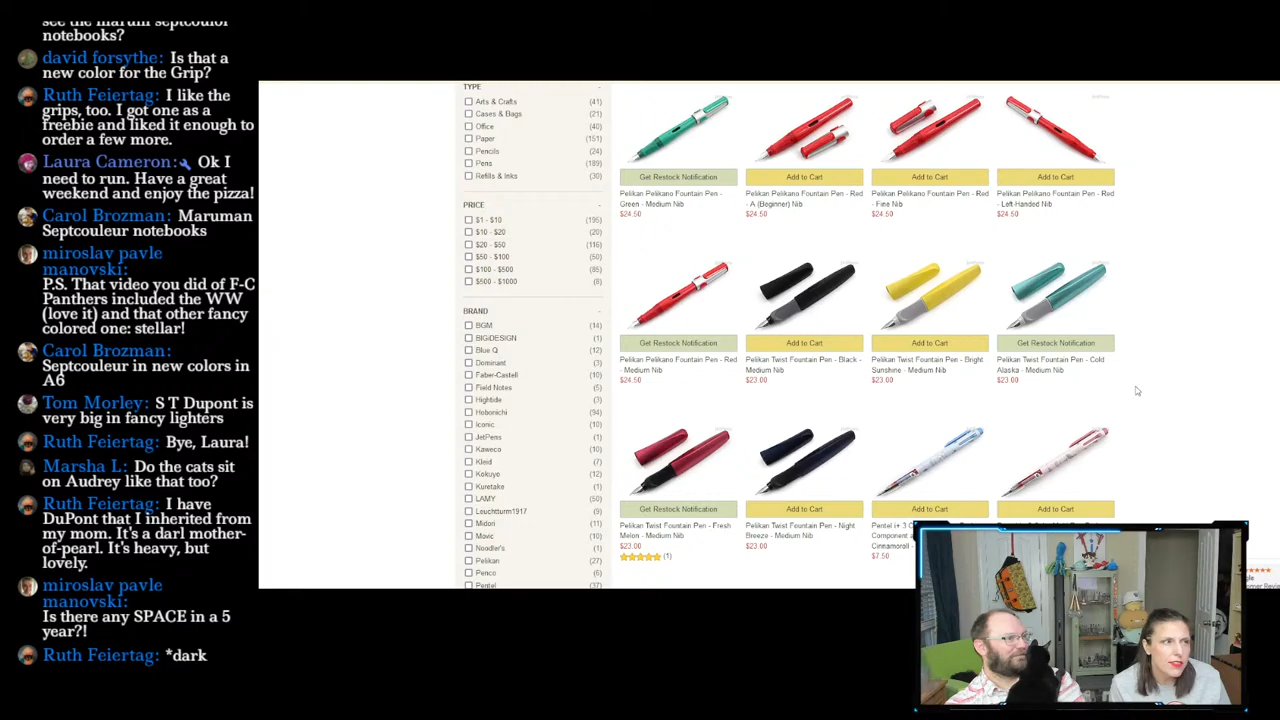 see the marum septcoulor
notebooks?
david forsythe: Is that a
new color for the Grip?
Ruth Feiertag: I like the
grips, too. I got one as a
freebie and liked it enough to
order a few more.
Laura Cameron: Ok I
need to run. Have a great
weekend and enjoy the pizza!
Carol Brozman: Maruman
Septcouleur notebooks
miroslav pavle
manovski:
P.S. That video you did of F-C
Panthers included the WW
(love it) and that other fancy
colored one: stellar!
Carol Brozman:
Septcouleur in new colors in
A6
Tom Morley: S T Dupont is
very big in fancy lighters
Ruth Feiertag: Bye, Laura!
Marsha L: Do the cats sit
on Audrey like that too?
Ruth Feiertag: I have
DuPont that I inherited from
my mom. It's a darl mother-
of-pearl. It's heavy, but
lovely.
miroslav pavle
manovski:
Is there any SPACE in a 5
year?!
Ruth Feiertag: *dark
TYPE -
Arts & Crafts (41)
Cases & Bags (21)
Office (40)
Paper (151)
Pencils (24)
Pens (189)
Refills & Inks (30)
PRICE -
$1 - $10 (195)
$10 - $20 (20)
$20 - $50 (116)
$50 - $100 (50)
$100 - $500 (85)
$500 - $1000 (8)
BRAND -
BGM (14)
BIGiDESIGN (1)
Blue Q (12)
Dominant (3)
Faber-Castell (10)
Field Notes (5)
Hightide (3)
Hobonichi (94)
Iconic (10)
JetPens (1)
Kaweco (10)
Kleid (7)
Kokuyo (12)
Kuretake (1)
LAMY (50)
Leuchtturm1917 (9)
Midori (11)
Movic (10)
Noodler's (1)
Pelikan (27)
Penco (6)
Pentel (37)
Get Restock Notification Add to Cart Add to Cart Add to Cart
Pelikan Pelikano Fountain Pen - Pelikan Pelikano Fountain Pen - Red Pelikan Pelikano Fountain Pen - Red Pelikan Pelikano Fountain Pen - Red
Green - Medium Nib - A (Beginner) Nib - Fine Nib - Left-Handed Nib
$24.50 $24.50 $24.50 $24.50
Get Restock Notification Add to Cart Add to Cart Get Restock Notification
Pelikan Pelikano Fountain Pen - Red Pelikan Twist Fountain Pen - Black - Pelikan Twist Fountain Pen - Bright Pelikan Twist Fountain Pen - Cold
- Medium Nib Medium Nib Sunshine - Medium Nib Alaska - Medium Nib
$24.50 $23.00 $23.00 $23.00
Get Restock Notification Add to Cart Add to Cart Add to Cart
Pelikan Twist Fountain Pen - Fresh Pelikan Twist Fountain Pen - Night Pentel i+ 3 C
Melon - Medium Nib Breeze - Medium Nib Component a
$23.00 $23.00 Cinnamoroll -
(1) $7.50